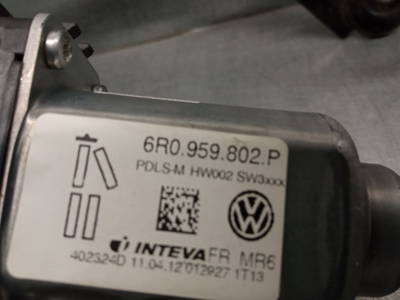 6R0.959.802.P
PDLS-M HW002 SW3xxx
INTEVA FR MR6
402324D 11.04.12 012927 1T13